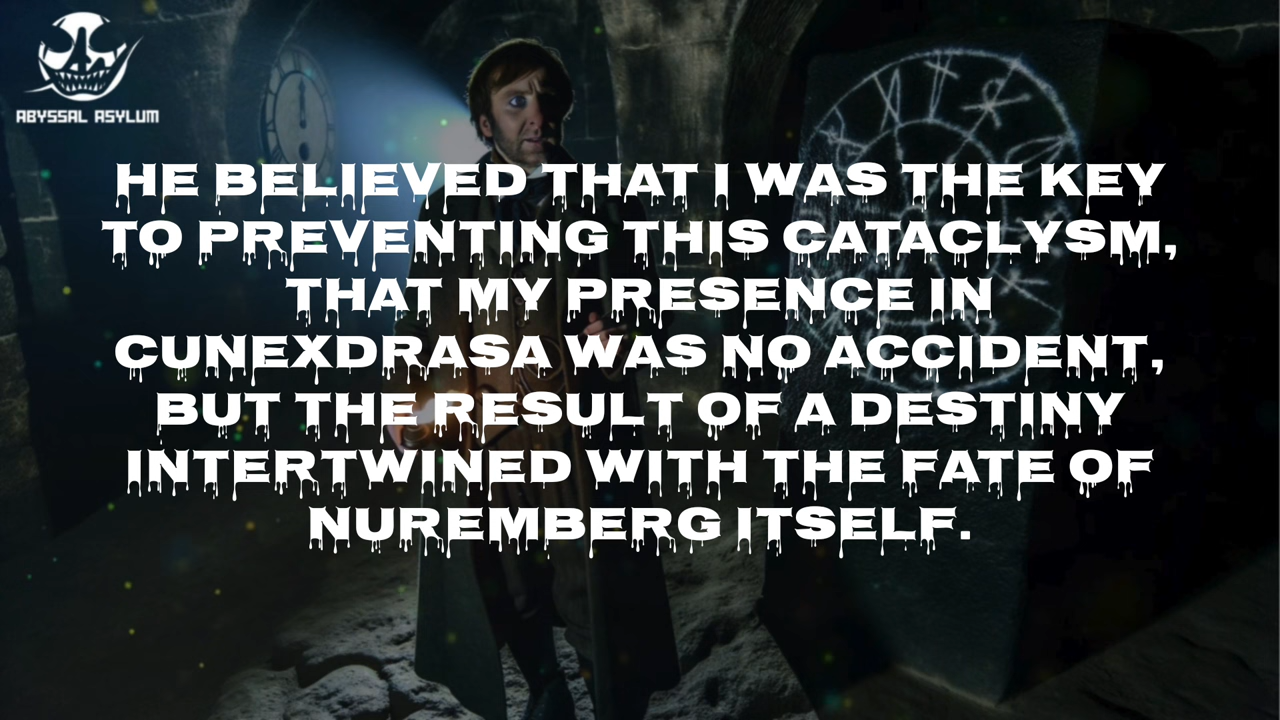 ABYSSAL ASYLUM
HE BELIEVED THAT I WAS THE KEY
TO PREVENTING THIS CATACLYSM,
THAT MY PRESENCE IN
CUNEXDRASA WAS NO ACCIDENT,
BUT THE RESULT OF A DESTINY
INTERTWINED WITH THE FATE OF
NUREMBERG ITSELF.